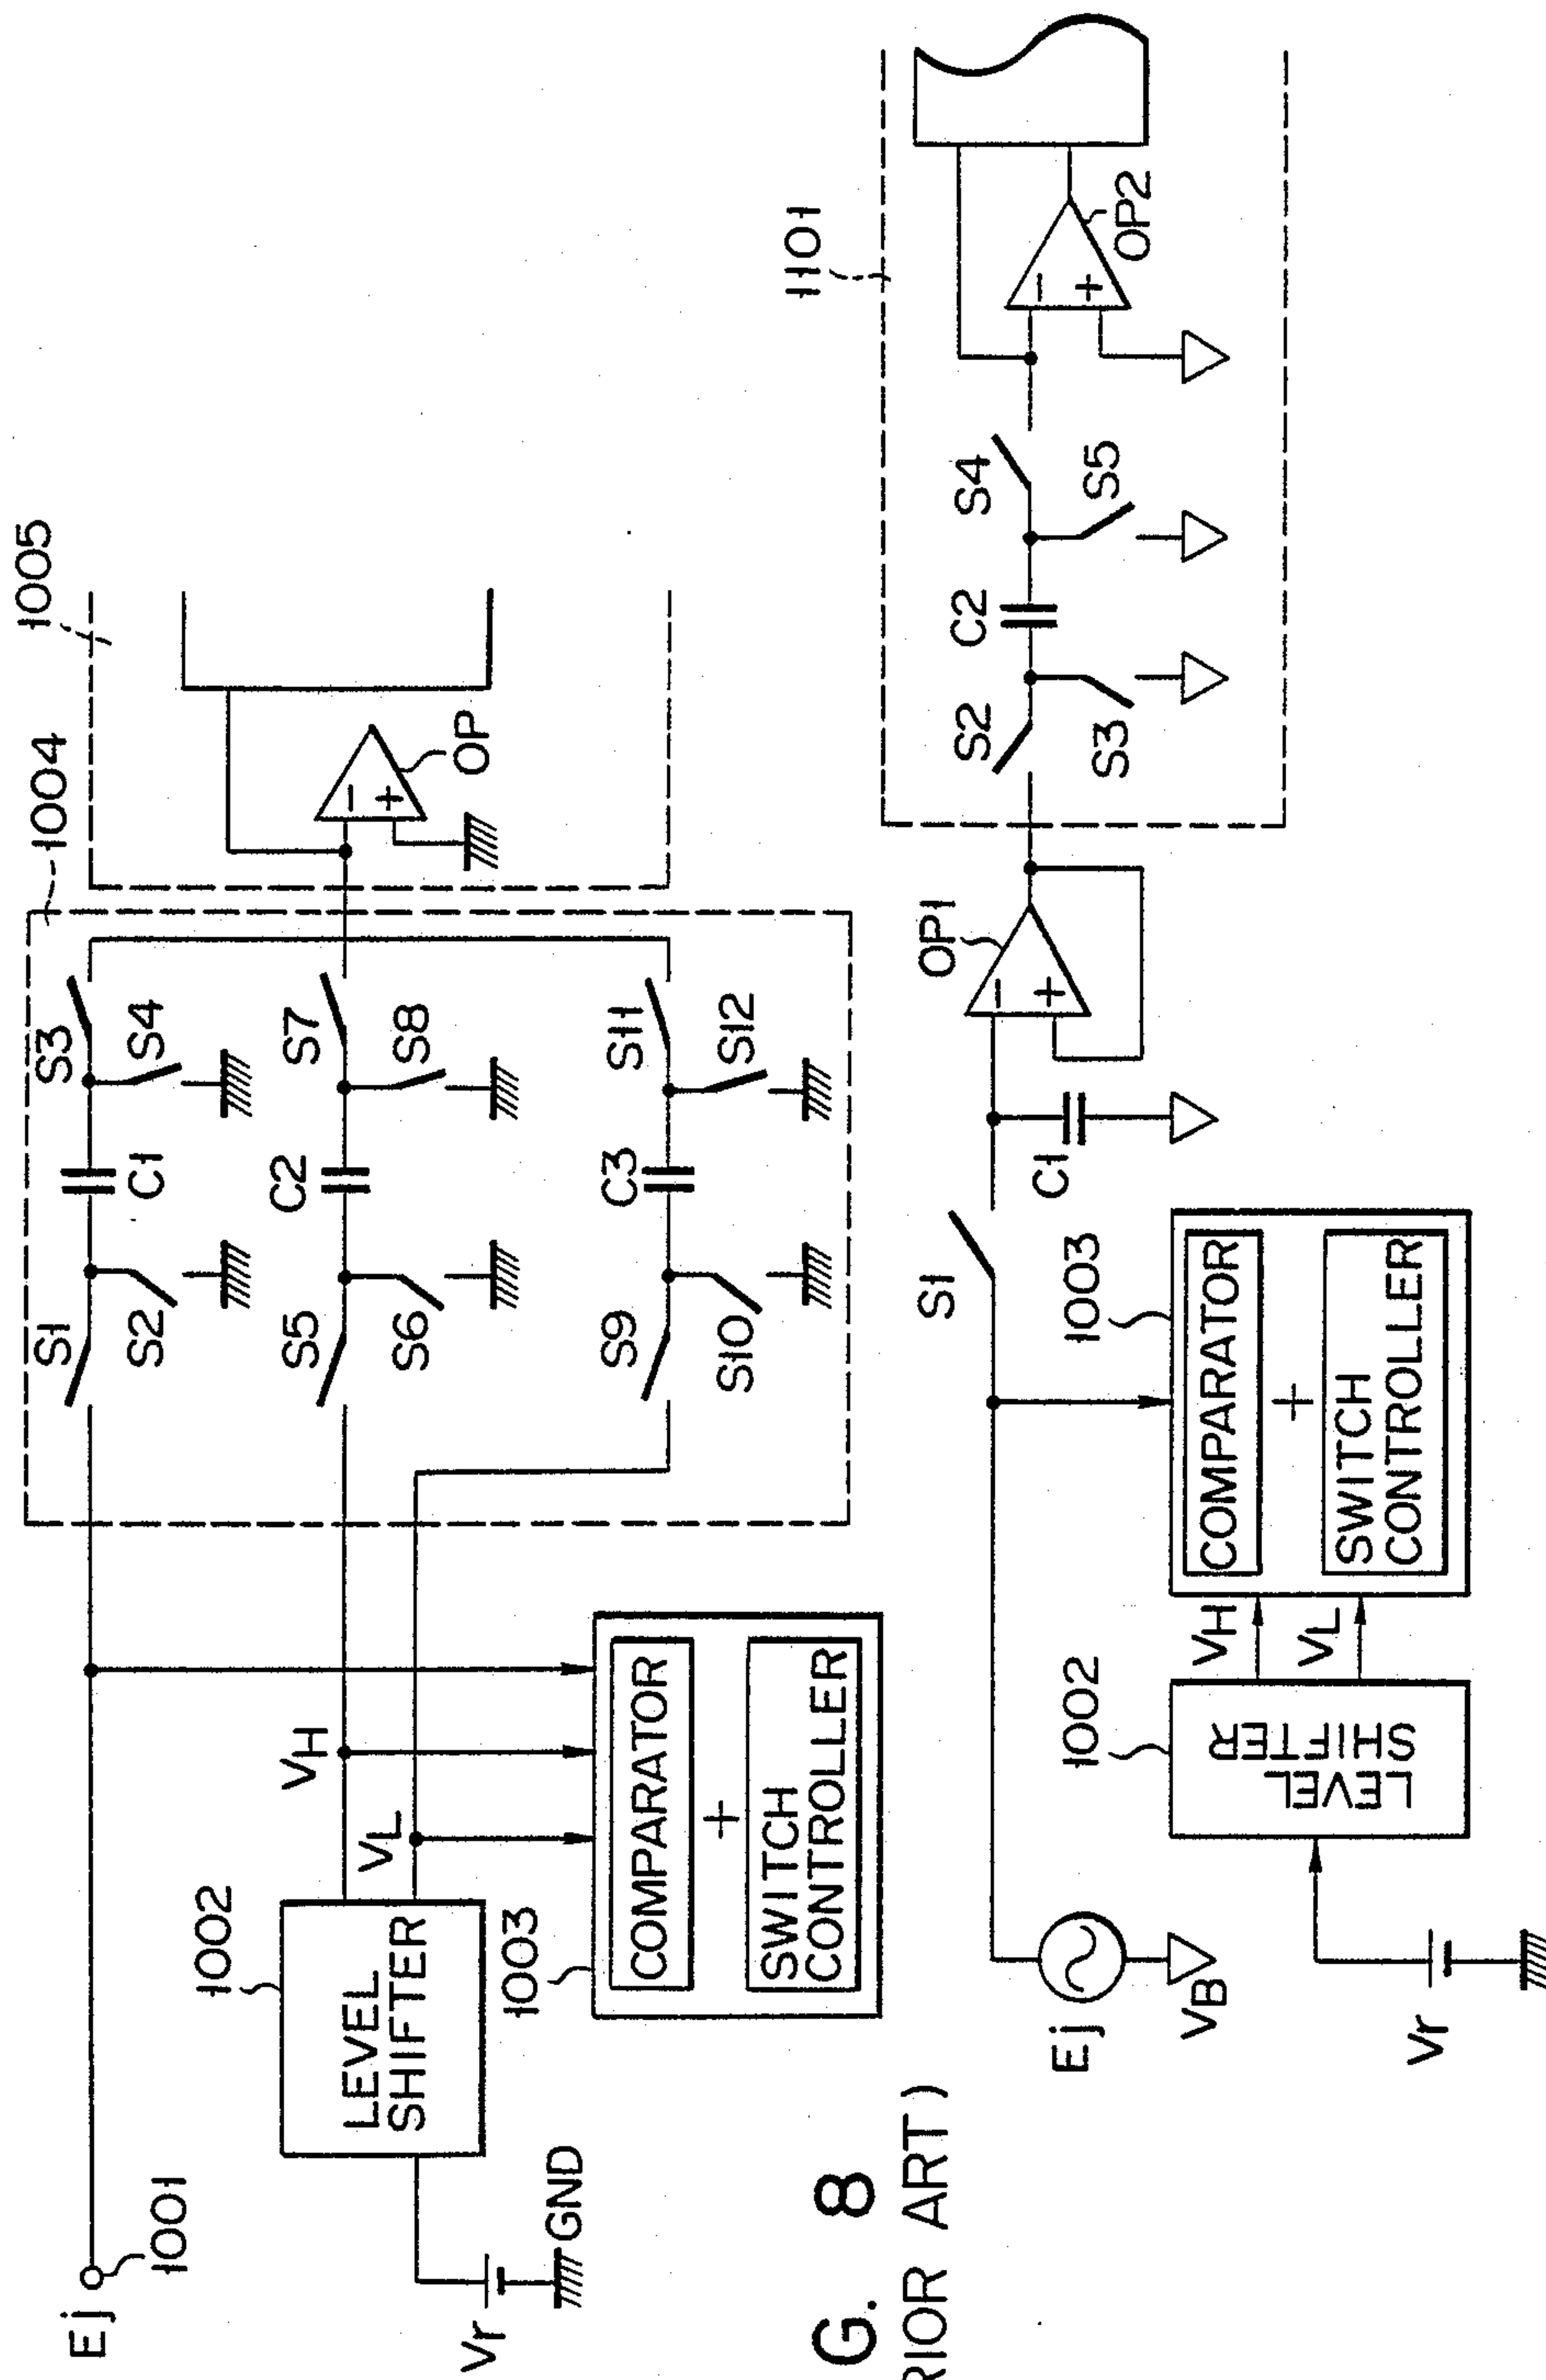 Ej
1001
Vr
GND
1002
LEVEL
SHIFTER
VH
VL
1003
COMPARATOR
+
SWITCH
CONTROLLER
1004
S1
S2
C1
S3
S4
S5
S6
C2
S7
S8
S9
S10
C3
S11
S12
1005
−
+
OP
G. 8
RIOR ART)
Ej
VB
Vr
1002
LEVEL
SHIFTER
VH
VL
1003
COMPARATOR
+
SWITCH
CONTROLLER
S1
C1
OP1
−
+
1101
S2
S3
C2
S4
S5
−
+
OP2